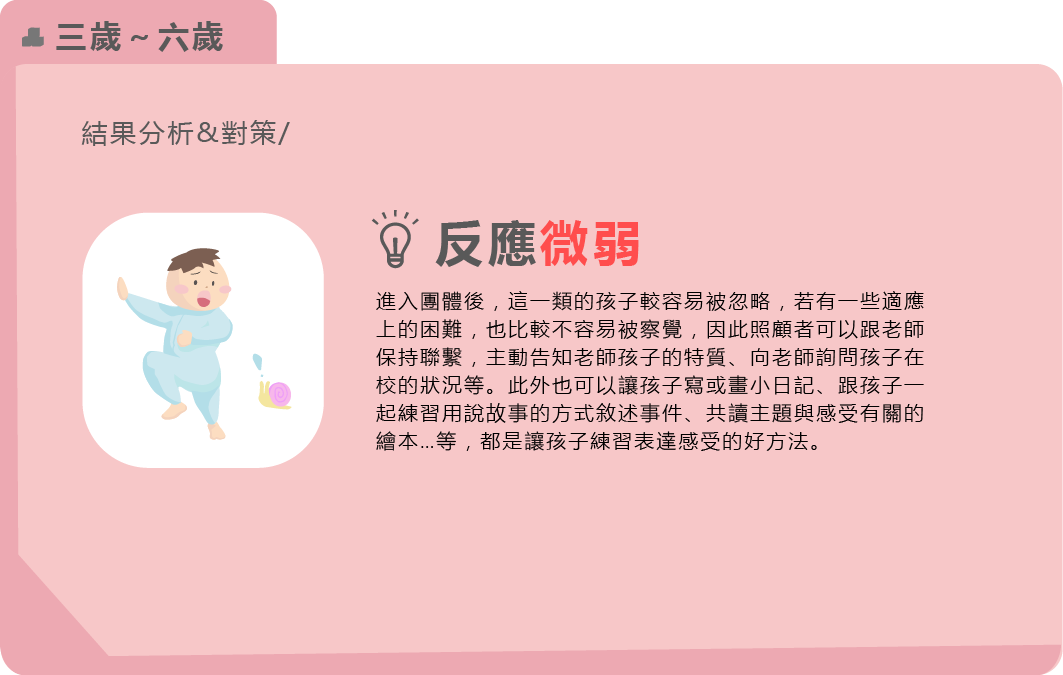 三歲~六歲
結果分析&對策/
反應微弱
進入團體後，這一類的孩子較容易被忽略，若有一些適應
上的困難，也比較不容易被察覺，因此照顧者可以跟老師
保持聯繫，主動告知老師孩子的特質、向老師詢問孩子在
校的狀況等。此外也可以讓孩子寫或畫小日記、跟孩子一
起練習用說故事的方式敘述事件、共讀主題與感受有關的
繪本...等，都是讓孩子練習表達感受的好方法。